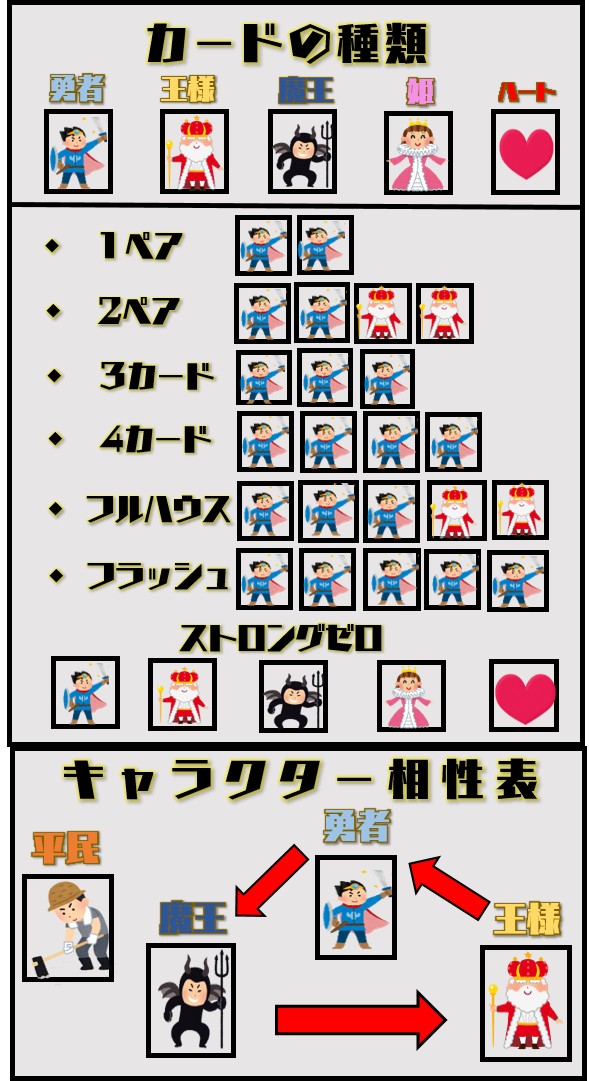 カードの種類
勇者 王様 魔王 姫 ハート
◆ 1ペア
◆ 2ペア
◆ 3カード
◆ 4カード
◆ フルハウス
◆ フラッシュ
ストロングゼロ
キャラクター相性表
勇者
平民
魔王 王様